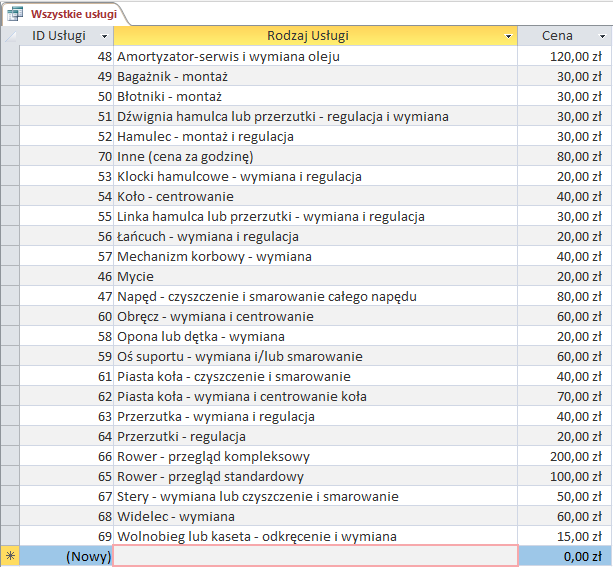 Wszystkie usługi
ID Usługi Rodzaj Usługi Cena
48 Amortyzator-serwis i wymiana oleju 120,00 zł
49 Bagażnik - montaż 30,00 zł
50 Błotniki - montaż 30,00 zł
51 Dźwignia hamulca lub przerzutki - regulacja i wymiana 30,00 zł
52 Hamulec - montaż i regulacja 30,00 zł
70 Inne (cena za godzinę) 80,00 zł
53 Klocki hamulcowe - wymiana i regulacja 20,00 zł
54 Koło - centrowanie 40,00 zł
55 Linka hamulca lub przerzutki - wymiana i regulacja 30,00 zł
56 Łańcuch - wymiana i regulacja 20,00 zł
57 Mechanizm korbowy - wymiana 40,00 zł
46 Mycie 20,00 zł
47 Napęd - czyszczenie i smarowanie całego napędu 80,00 zł
60 Obręcz - wymiana i centrowanie 60,00 zł
58 Opona lub dętka - wymiana 20,00 zł
59 Oś suportu - wymiana i/lub smarowanie 60,00 zł
61 Piasta koła - czyszczenie i smarowanie 40,00 zł
62 Piasta koła - wymiana i centrowanie koła 70,00 zł
63 Przerzutka - wymiana i regulacja 40,00 zł
64 Przerzutki - regulacja 20,00 zł
66 Rower - przegląd kompleksowy 200,00 zł
65 Rower - przegląd standardowy 100,00 zł
67 Stery - wymiana lub czyszczenie i smarowanie 50,00 zł
68 Widelec - wymiana 60,00 zł
69 Wolnobieg lub kaseta - odkręcenie i wymiana 15,00 zł
(Nowy) 0,00 zł